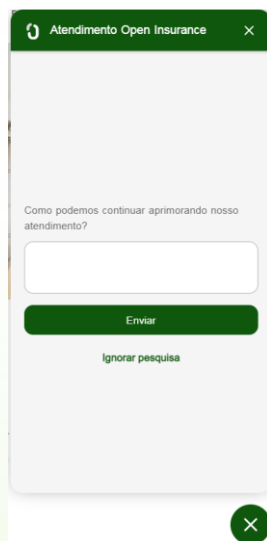 Atendimento Open Insurance
Como podemos continuar aprimorando nosso
atendimento?
Enviar
Ignorar pesquisa